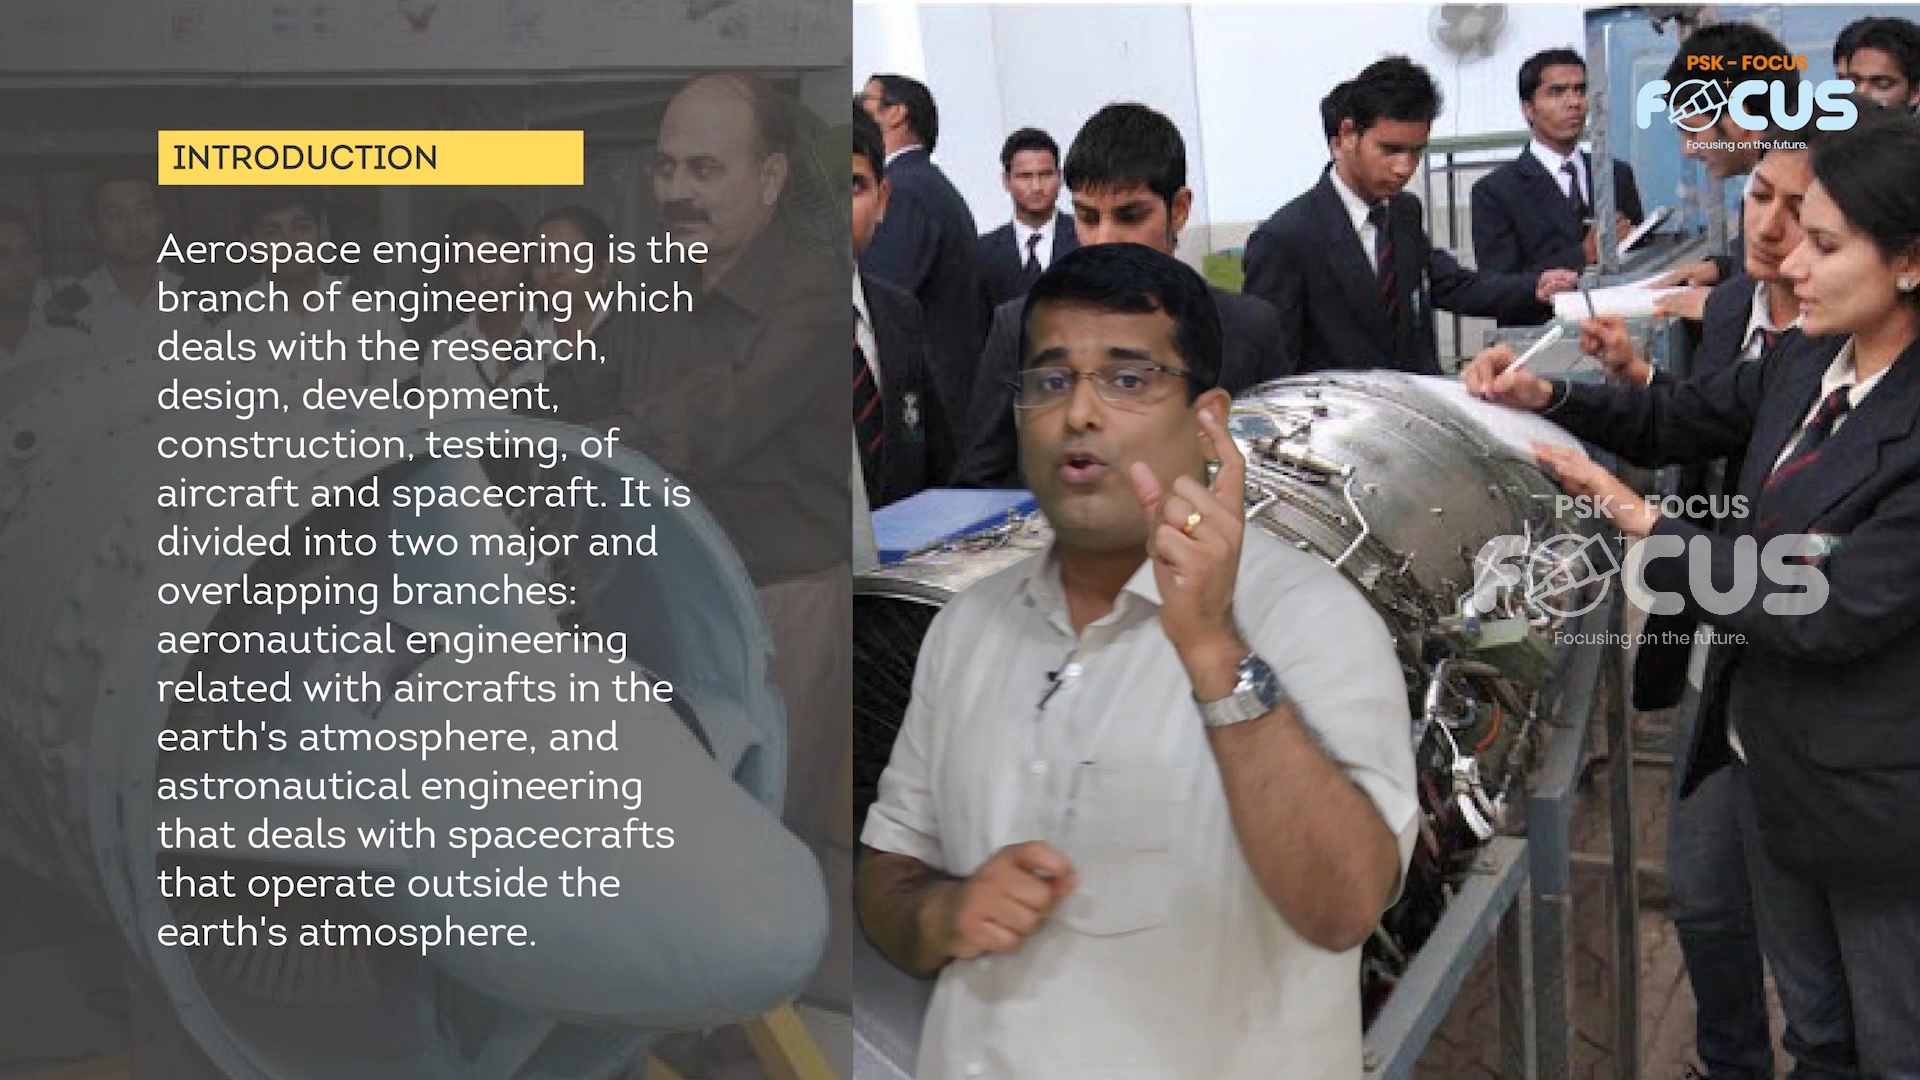 INTRODUCTION
Aerospace engineering is the
branch of engineering which
deals with the research,
design, development,
construction, testing, of
aircraft and spacecraft. It is
divided into two major and
overlapping branches:
aeronautical engineering
related with aircrafts in the
earth's atmosphere, and
astronautical engineering
that deals with spacecrafts
that operate outside the
earth's atmosphere.
PSK - FOCUS
FOCUS
Focusing on the future.
PSK - FOCUS
FOCUS
Focusing on the future.